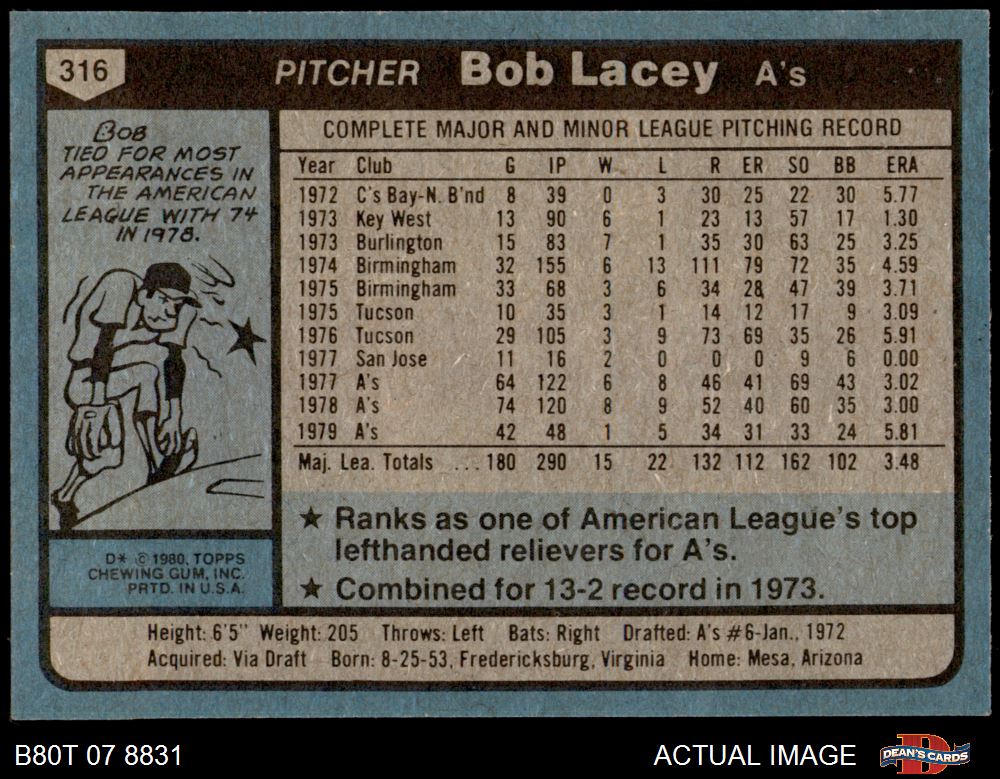 316 PITCHER Bob Lacey A's
BOB
TIED FOR MOST
APPEARANCES IN
THE AMERICAN
LEAGUE WITH 74
IN 1978.
D* © 1980, TOPPS
CHEWING GUM, INC.
PRTD. IN U.S.A.
COMPLETE MAJOR AND MINOR LEAGUE PITCHING RECORD
Year Club G IP W L R ER SO BB ERA
1972 C's Bay-N. B'nd 8 39 0 3 30 25 22 30 5.77
1973 Key West 13 90 6 1 23 13 57 17 1.30
1973 Burlington 15 83 7 1 35 30 63 25 3.25
1974 Birmingham 32 155 6 13 111 79 72 35 4.59
1975 Birmingham 33 68 3 6 34 28 47 39 3.71
1975 Tucson 10 35 3 1 14 12 17 9 3.09
1976 Tucson 29 105 3 9 73 69 35 26 5.91
1977 San Jose 11 16 2 0 0 0 9 6 0.00
1977 A's 64 122 6 8 46 41 69 43 3.02
1978 A's 74 120 8 9 52 40 60 35 3.00
1979 A's 42 48 1 5 34 31 33 24 5.81
Maj. Lea. Totals ... 180 290 15 22 132 112 162 102 3.48
★ Ranks as one of American League's top
lefthanded relievers for A's.
★ Combined for 13-2 record in 1973.
Height: 6'5" Weight: 205 Throws: Left Bats: Right Drafted: A's #6-Jan., 1972
Acquired: Via Draft Born: 8-25-53, Fredericksburg, Virginia Home: Mesa, Arizona
B80T 07 8831 ACTUAL IMAGE D DEAN'S CARDS